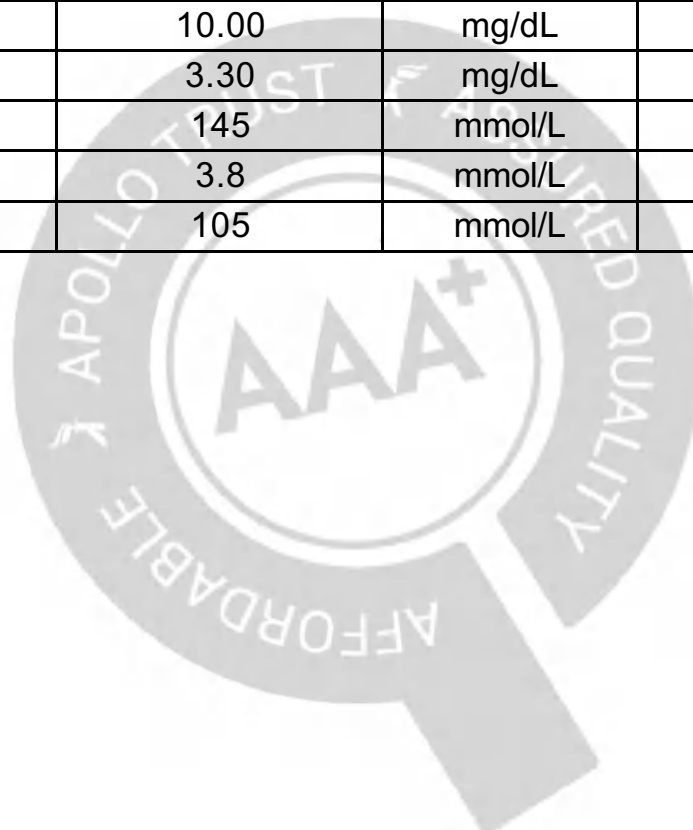 10.00 mg/dL
3.30 mg/dL
145 mmol/L
3.8 mmol/L
105 mmol/L
APOLLO TRUST
ASSURED QUALITY
AFFORDABLE
AAA+